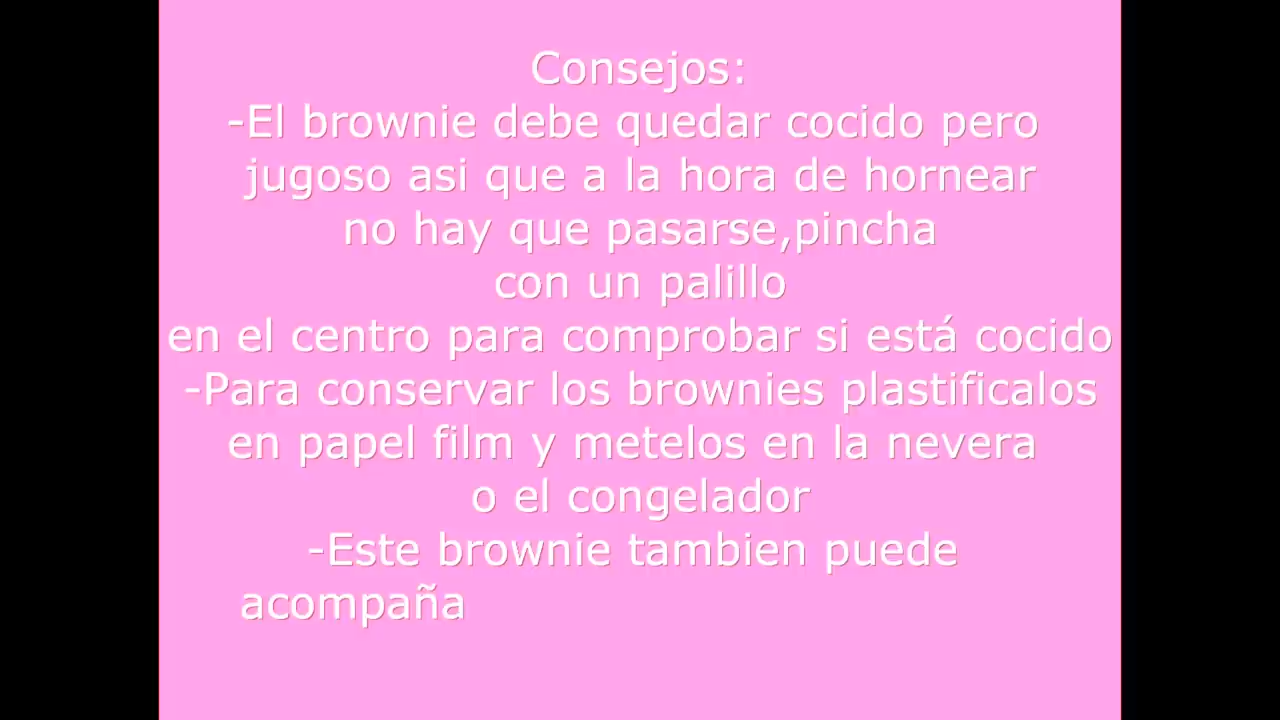 Consejos:
-El brownie debe quedar cocido pero
jugoso asi que a la hora de hornear
no hay que pasarse,pincha
con un palillo
en el centro para comprobar si está cocido
-Para conservar los brownies plastificalos
en papel film y metelos en la nevera
o el congelador
-Este brownie tambien puede
acompaña